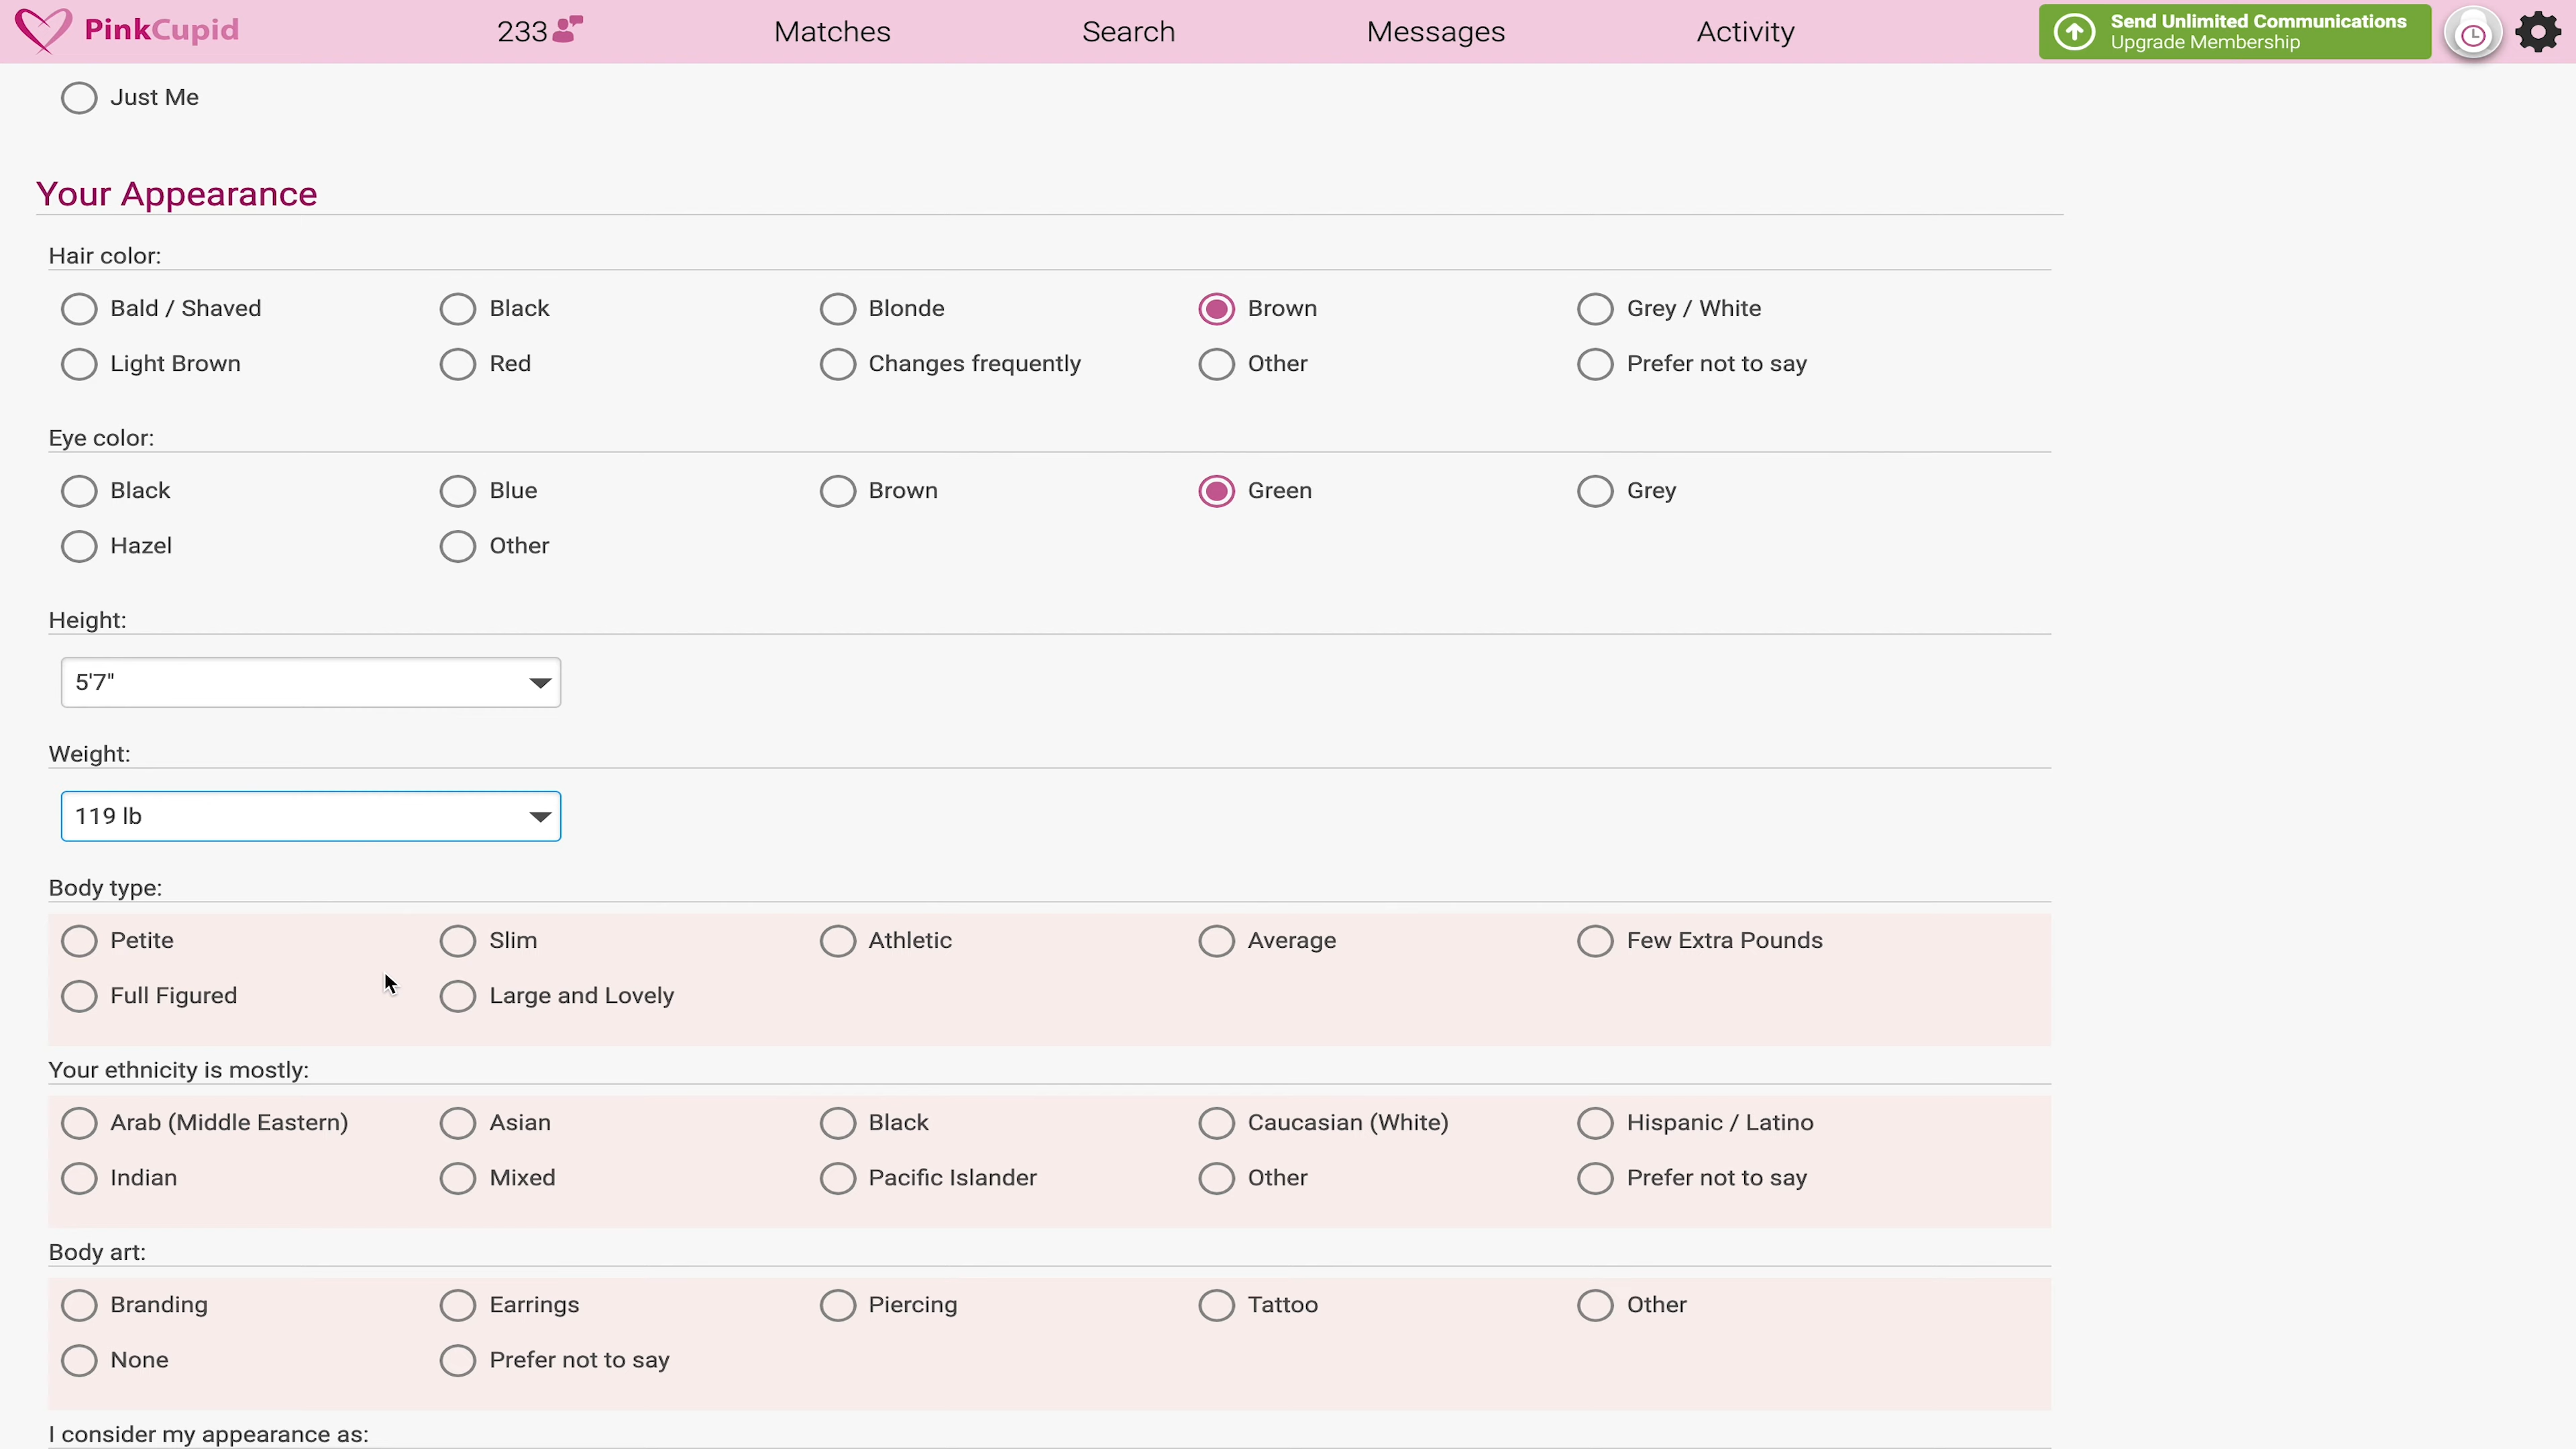 PinkCupid
233
Matches
Search
Messages
Activity
Send Unlimited Communications
Upgrade Membership
Just Me
Your Appearance
Hair color:
Bald / Shaved Black Blonde Brown Grey / White
Light Brown Red Changes frequently Other Prefer not to say
Eye color:
Black Blue Brown Green Grey
Hazel Other
Height:
5'7"
Weight:
119 lb
Body type:
Petite Slim Athletic Average Few Extra Pounds
Full Figured Large and Lovely
Your ethnicity is mostly:
Arab (Middle Eastern) Asian Black Caucasian (White) Hispanic / Latino
Indian Mixed Pacific Islander Other Prefer not to say
Body art:
Branding Earrings Piercing Tattoo Other
None Prefer not to say
I consider my appearance as: